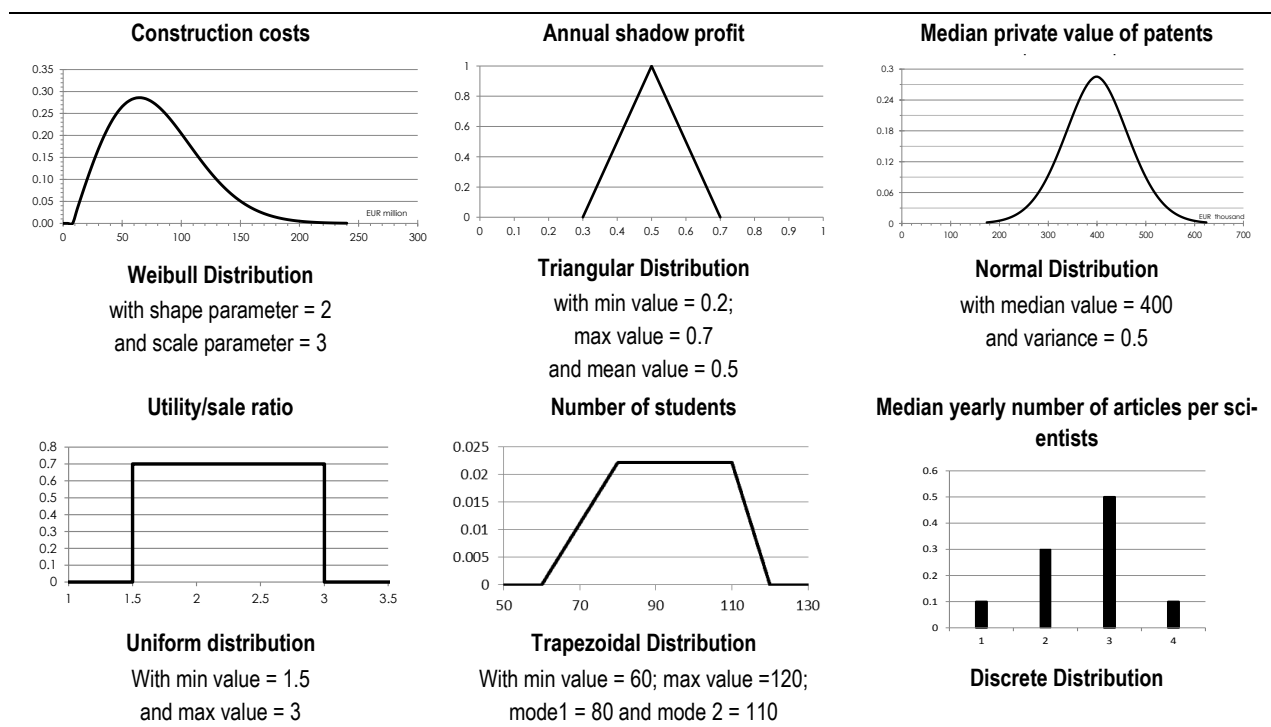 Construction costs
0.35
0.30
0.25
0.20
0.15
0.10
0.05
0.00
EUR million
0 50 100 150 200 250 300
Weibull Distribution
with shape parameter = 2
and scale parameter = 3
Annual shadow profit
1
0.8
0.6
0.4
0.2
0
0 0.1 0.2 0.3 0.4 0.5 0.6 0.7 0.8 0.9 1
Triangular Distribution
with min value = 0.2;
max value = 0.7
and mean value = 0.5
Median private value of patents
0.3
0.24
0.18
0.12
0.06
0
EUR thousand
0 100 200 300 400 500 600 700
Normal Distribution
with median value = 400
and variance = 0.5
Utility/sale ratio
0.8
0.7
0.6
0.5
0.4
0.3
0.2
0.1
0
1 1.5 2 2.5 3 3.5
Uniform distribution
With min value = 1.5
and max value = 3
Number of students
0.025
0.02
0.015
0.01
0.005
0
50 70 90 110 130
Trapezoidal Distribution
With min value = 60; max value =120;
mode1 = 80 and mode 2 = 110
Median yearly number of articles per sci-
entists
0.6
0.5
0.4
0.3
0.2
0.1
0
1 2 3 4
Discrete Distribution